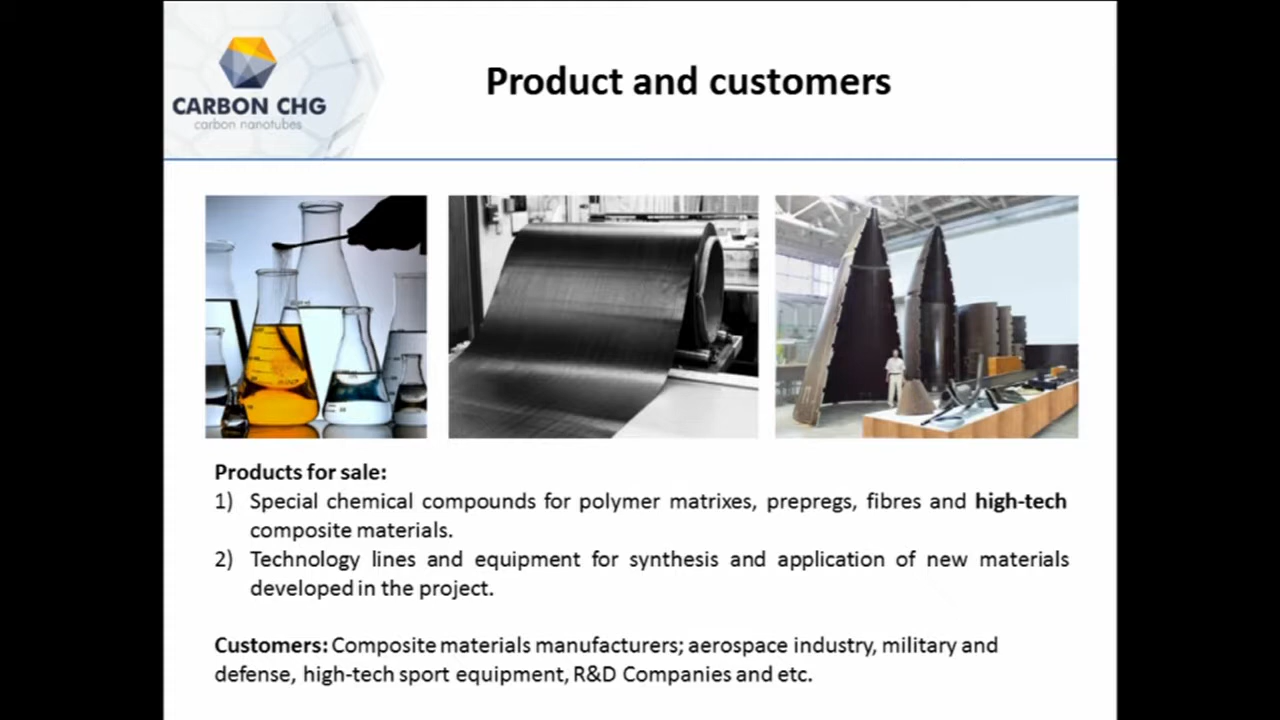 CARBON CHG
carbon nanotubes
Product and customers
Products for sale:
1) Special chemical compounds for polymer matrixes, prepregs, fibres and high-tech
composite materials.
2) Technology lines and equipment for synthesis and application of new materials
developed in the project.
Customers: Composite materials manufacturers; aerospace industry, military and
defense, high-tech sport equipment, R&D Companies and etc.